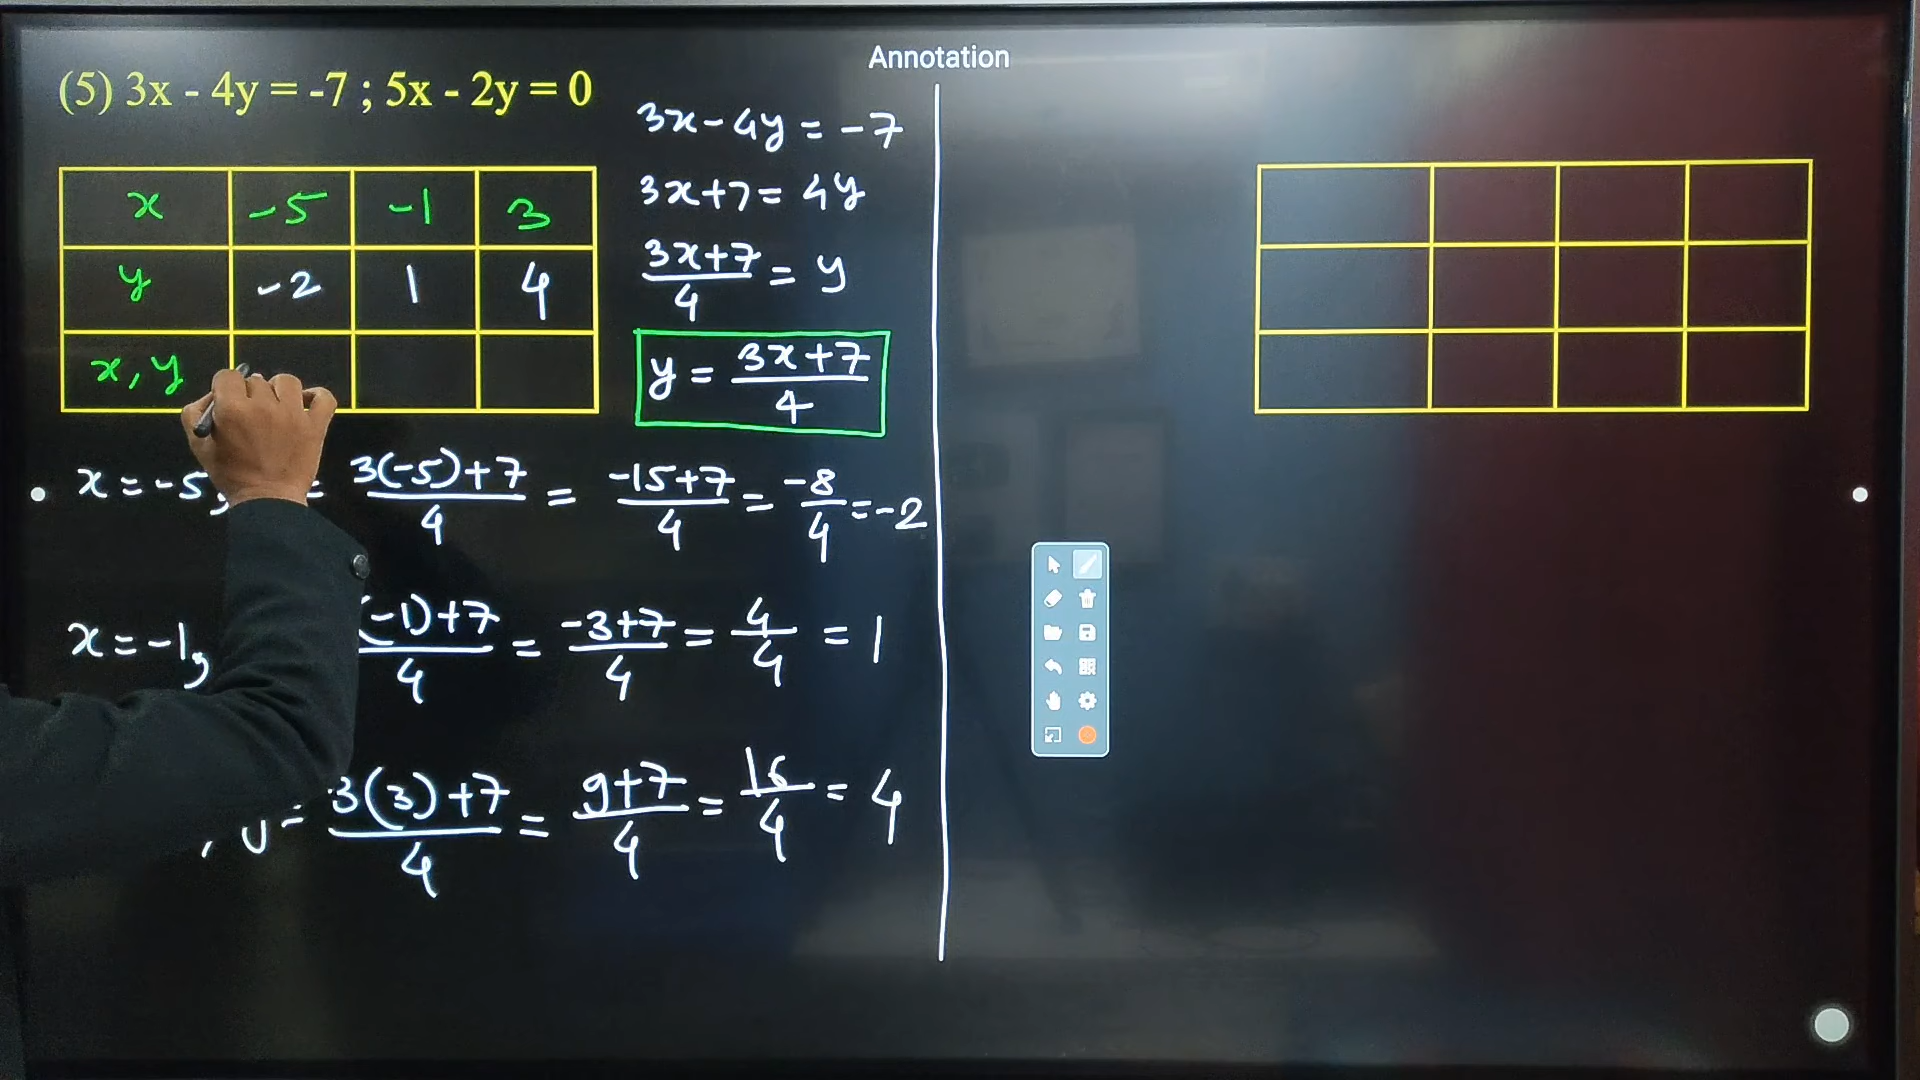 Annotation
(5) 3x - 4y = -7 ; 5x - 2y = 0
x -5 -1 3
y -2 1 4
x, y
3x - 4y = -7
3x+7 = 4y
3x+7/4 = y
y = 3x+7/4
x = -5, = 3(-5)+7/4 = -15+7/4 = -8/4 = -2
x = -1, (-1)+7/4 = -3+7/4 = 4/4 = 1
, y = 3(3)+7/4 = 9+7/4 = 16/4 = 4